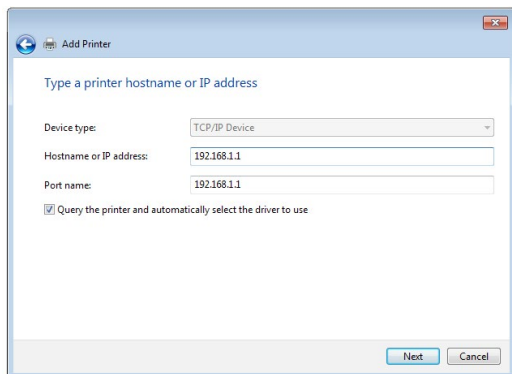 Add Printer
Type a printer hostname or IP address
Device type: TCP/IP Device
Hostname or IP address: 192.168.1.1
Port name: 192.168.1.1
Query the printer and automatically select the driver to use
Next Cancel